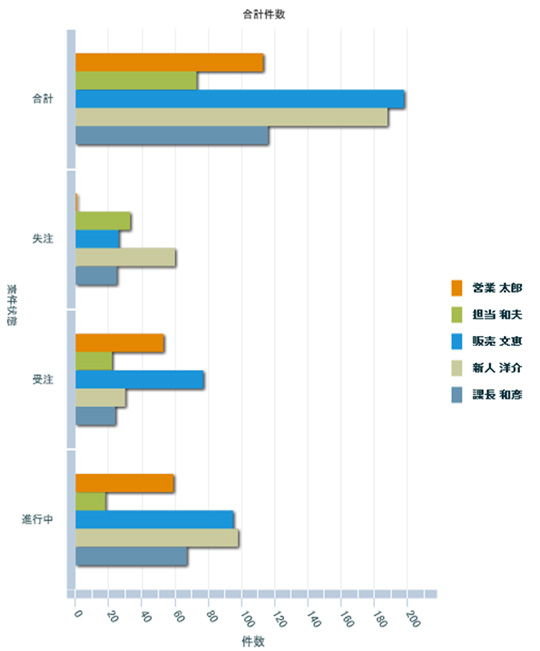 合計件数
合計
失注
受注
進行中
案件状態
0
20
40
60
80
100
120
140
160
180
200
件数
営業 太郎
担当 和夫
販売 文恵
新人 洋介
課長 和彦